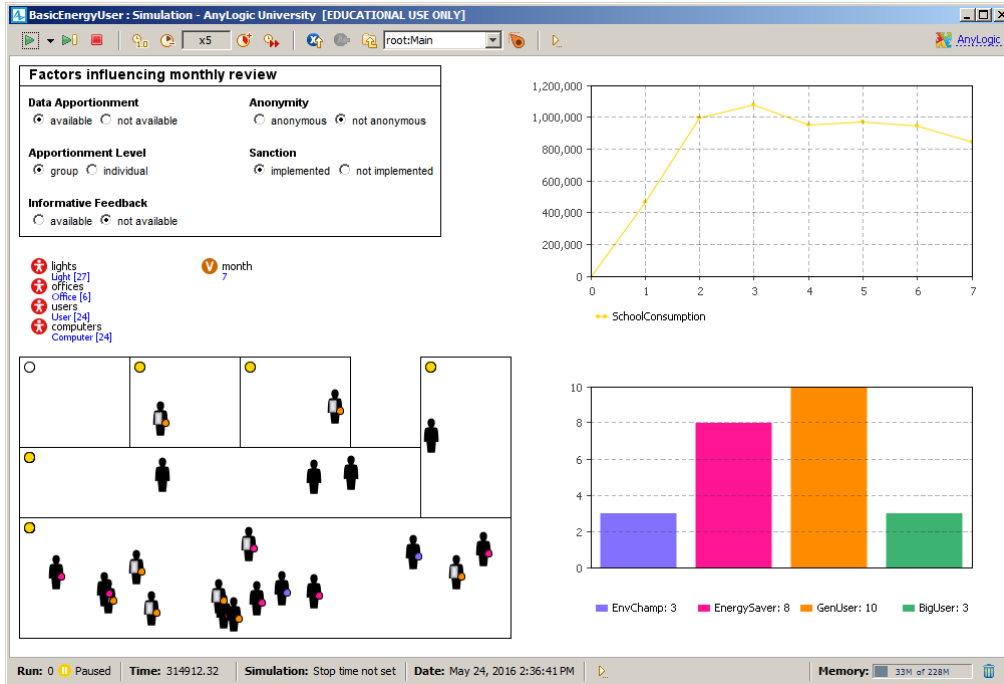 BasicEnergyUser : Simulation - AnyLogic University [EDUCATIONAL USE ONLY]
x5
root:Main
AnyLogic
Factors influencing monthly review
Data Apportionment
available not available
Anonymity
anonymous not anonymous
Apportionment Level
group individual
Sanction
implemented not implemented
Informative Feedback
available not available
lights
Light [27]
offices
Office [6]
users
User [24]
computers
Computer [24]
V month
7
1,200,000
1,000,000
800,000
600,000
400,000
200,000
0
0 1 2 3 4 5 6 7
SchoolConsumption
10
8
6
4
2
0
EnvChamp: 3 EnergySaver: 8 GenUser: 10 BigUser: 3
Run: 0 Paused Time: 314912.32 Simulation: Stop time not set Date: May 24, 2016 2:36:41 PM Memory: 33M of 228M